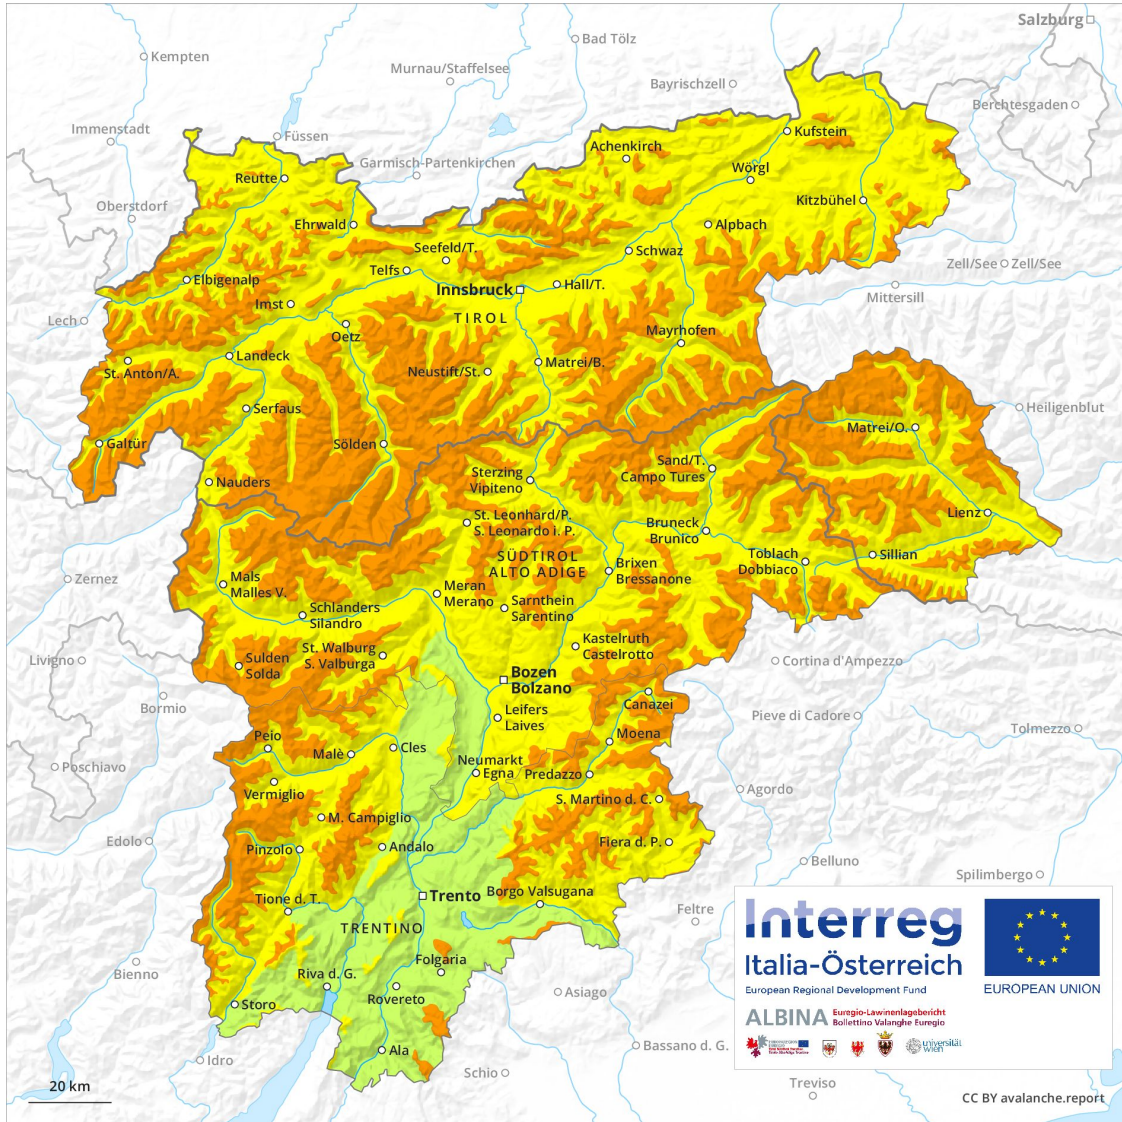 Salzburg
Bad Tölz
Kempten
Murnau/Staffelsee
Bayrischzell
Berchtesgaden
Immenstadt
Füssen
Kufstein
Achenkirch
Garmisch-Partenkirchen
Wörgl
Reutte
Oberstdorf
Kitzbühel
Ehrwald
Alpbach
Seefeld/T.
Schwaz
Telfs
Zell/See
Zell/See
Elbigenalp
Hall/T.
Innsbruck
Mittersill
Imst
TIROL
Lech
Oetz
Mayrhofen
Landeck
Matrei/B.
St. Anton/A.
Neustift/St.
Serfaus
Heiligenblut
Matrei/O.
Galtür
Sölden
Sand/T.
Campo Tures
Sterzing
Vipiteno
Nauders
Lienz
St. Leonhard/P.
S. Leonardo i. P.
Bruneck
Brunico
SÜDTIROL
ALTO ADIGE
Toblach
Dobbiaco
Sillian
Brixen
Bressanone
Zernez
Mals
Malles V.
Meran
Merano
Sarnthein
Sarentino
Schlanders
Silandro
Kastelruth
Castelrotto
St. Walburg
S. Valburga
Livigno
Sulden
Solda
Cortina d'Ampezzo
Bozen
Bolzano
Bormio
Canazei
Leifers
Laives
Pieve di Cadore
Tolmezzo
Peio
Moena
Malè
Cles
Neumarkt
Egna
Predazzo
Poschiavo
Vermiglio
Agordo
S. Martino d. C.
M. Campiglio
Edolo
Pinzolo
Andalo
Fiera d. P.
Belluno
Spilimbergo
Trento
Borgo Valsugana
Tione d. T.
Feltre
TRENTINO
Folgaria
Bienno
Riva d. G.
Rovereto
Asiago
Storo
Ala
Bassano d. G.
Idro
Schio
Treviso
20 km
Interreg
Italia-Österreich
European Regional Development Fund
EUROPEAN UNION
ALBINA
Euregio-Lawinenlagebericht
Bollettino Valanghe Euregio
universität
wien
CC BY avalanche.report